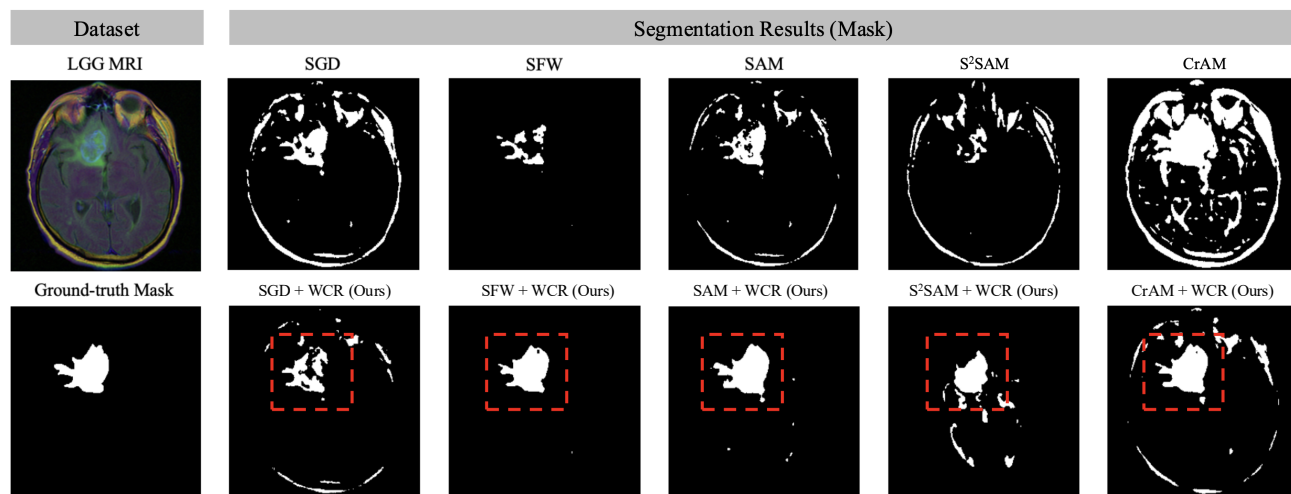 Dataset
Segmentation Results (Mask)
LGG MRI
SGD
SFW
SAM
S²SAM
CrAM
Ground-truth Mask
SGD + WCR (Ours)
SFW + WCR (Ours)
SAM + WCR (Ours)
S²SAM + WCR (Ours)
CrAM + WCR (Ours)